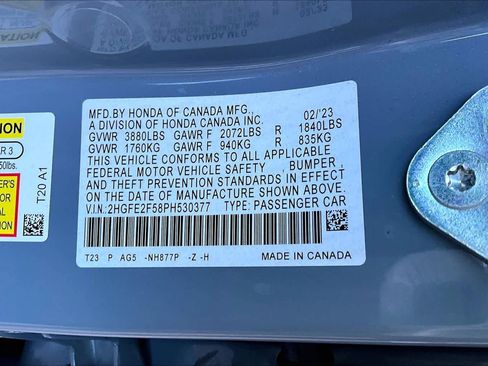 MFD.BY HONDA OF CANADA MFG., 02/'23
A DIVISION OF HONDA CANADA INC.
GVWR 3880LBS GAWR F 2072LBS R 1840LBS
GVWR 1760KG GAWR F 940KG R 835KG
THIS VEHICLE CONFORMS TO ALL APPLICABLE
FEDERAL MOTOR VEHICLE SAFETY , BUMPER ,
AND THEFT PREVENTION STANDARDS IN EFFECT
ON THE DATE OF MANUFACTURE SHOWN ABOVE.
V.I.N. 2HGFE2F58PH530377 TYPE: PASSENGER CAR
T23 P AG5 -NH877P -Z -H MADE IN CANADA
T20 A1